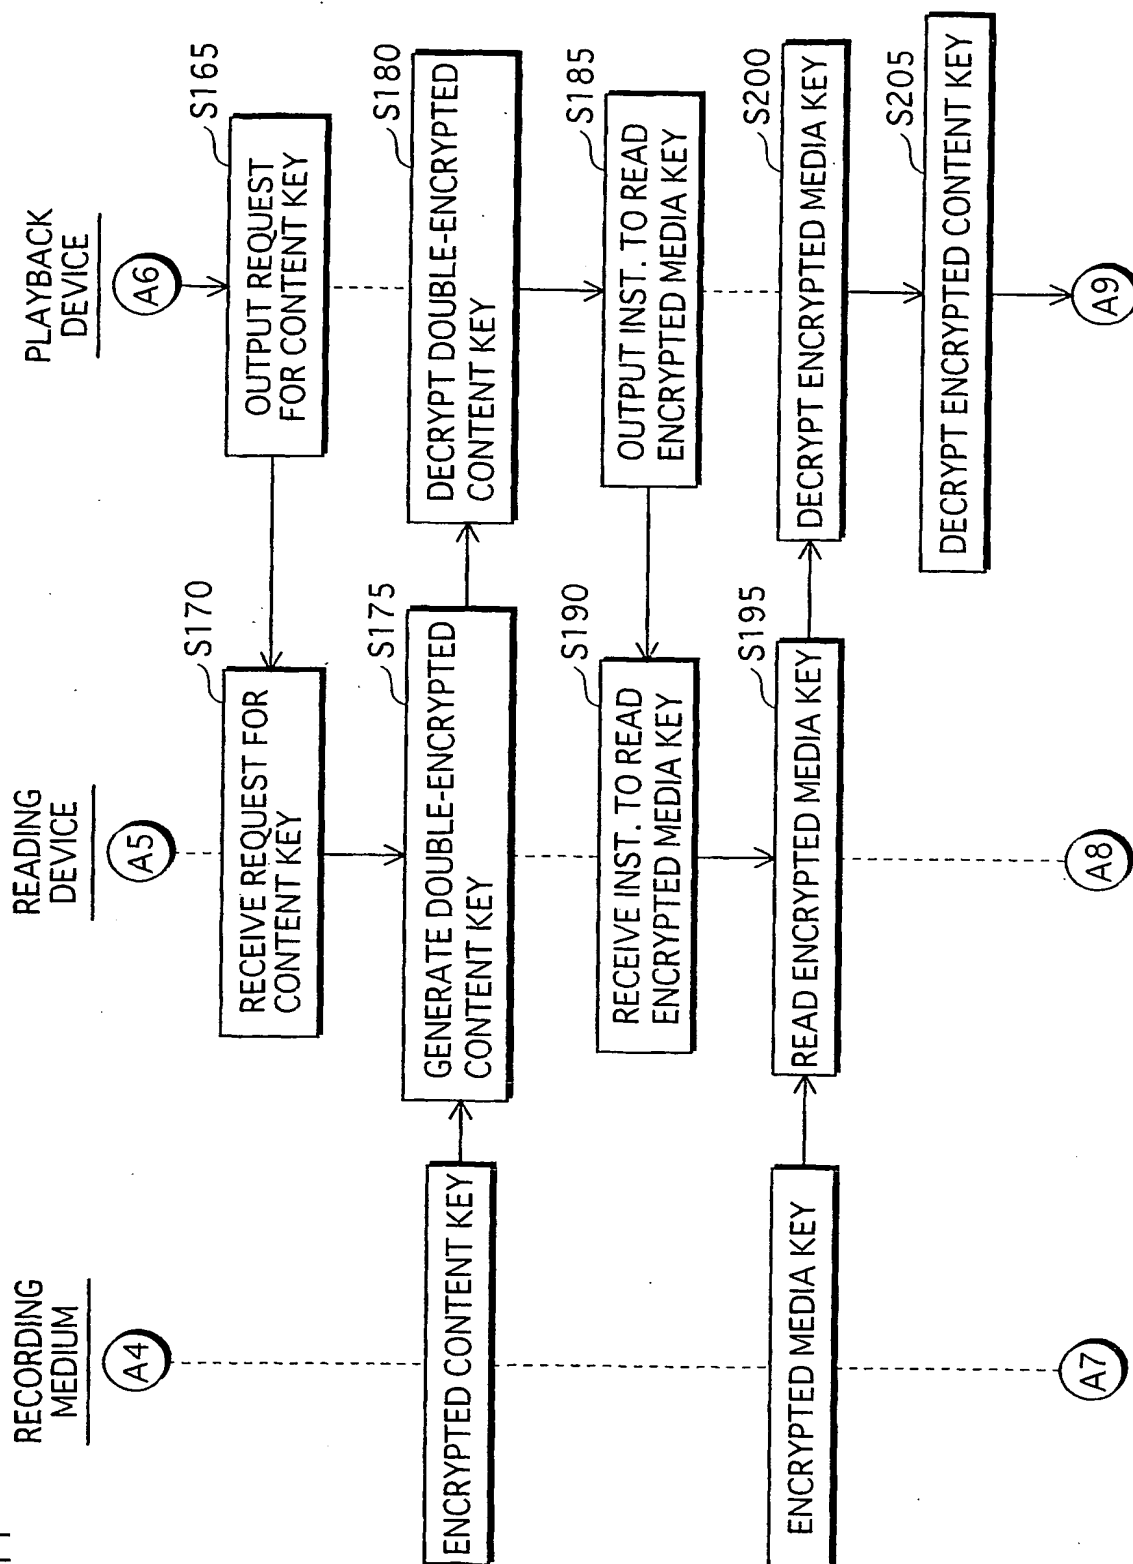 RECORDING
MEDIUM
READING
DEVICE
PLAYBACK
DEVICE
A4
A5
A6
S165
OUTPUT REQUEST
FOR CONTENT KEY
S170
RECEIVE REQUEST FOR
CONTENT KEY
ENCRYPTED CONTENT KEY
S175
GENERATE DOUBLE-ENCRYPTED
CONTENT KEY
S180
DECRYPT DOUBLE-ENCRYPTED
CONTENT KEY
S185
OUTPUT INST. TO READ
ENCRYPTED MEDIA KEY
S190
RECEIVE INST. TO READ
ENCRYPTED MEDIA KEY
ENCRYPTED MEDIA KEY
S195
READ ENCRYPTED MEDIA KEY
S200
DECRYPT ENCRYPTED MEDIA KEY
S205
DECRYPT ENCRYPTED CONTENT KEY
A7
A8
A9